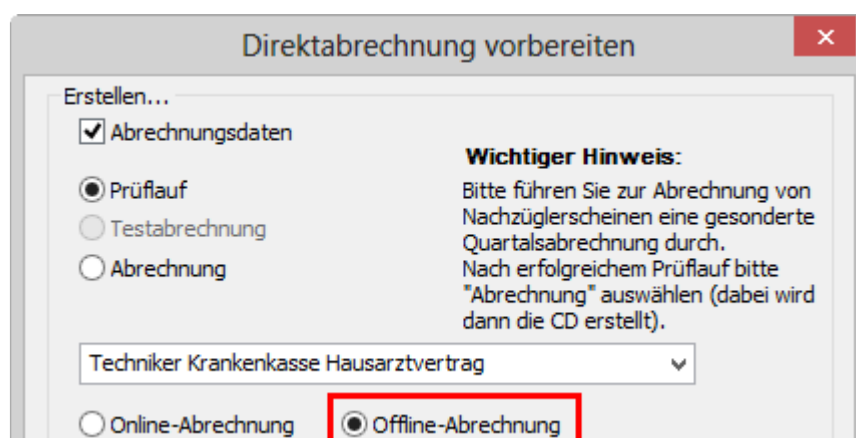 Direktabrechnung vorbereiten
Erstellen...
Abrechnungsdaten
Prüflauf
Testabrechnung
Abrechnung
Wichtiger Hinweis:
Bitte führen Sie zur Abrechnung von
Nachzüglerscheinen eine gesonderte
Quartalsabrechnung durch.
Nach erfolgreichem Prüflauf bitte
"Abrechnung" auswählen (dabei wird
dann die CD erstellt).
Techniker Krankenkasse Hausarztvertrag
Online-Abrechnung
Offline-Abrechnung